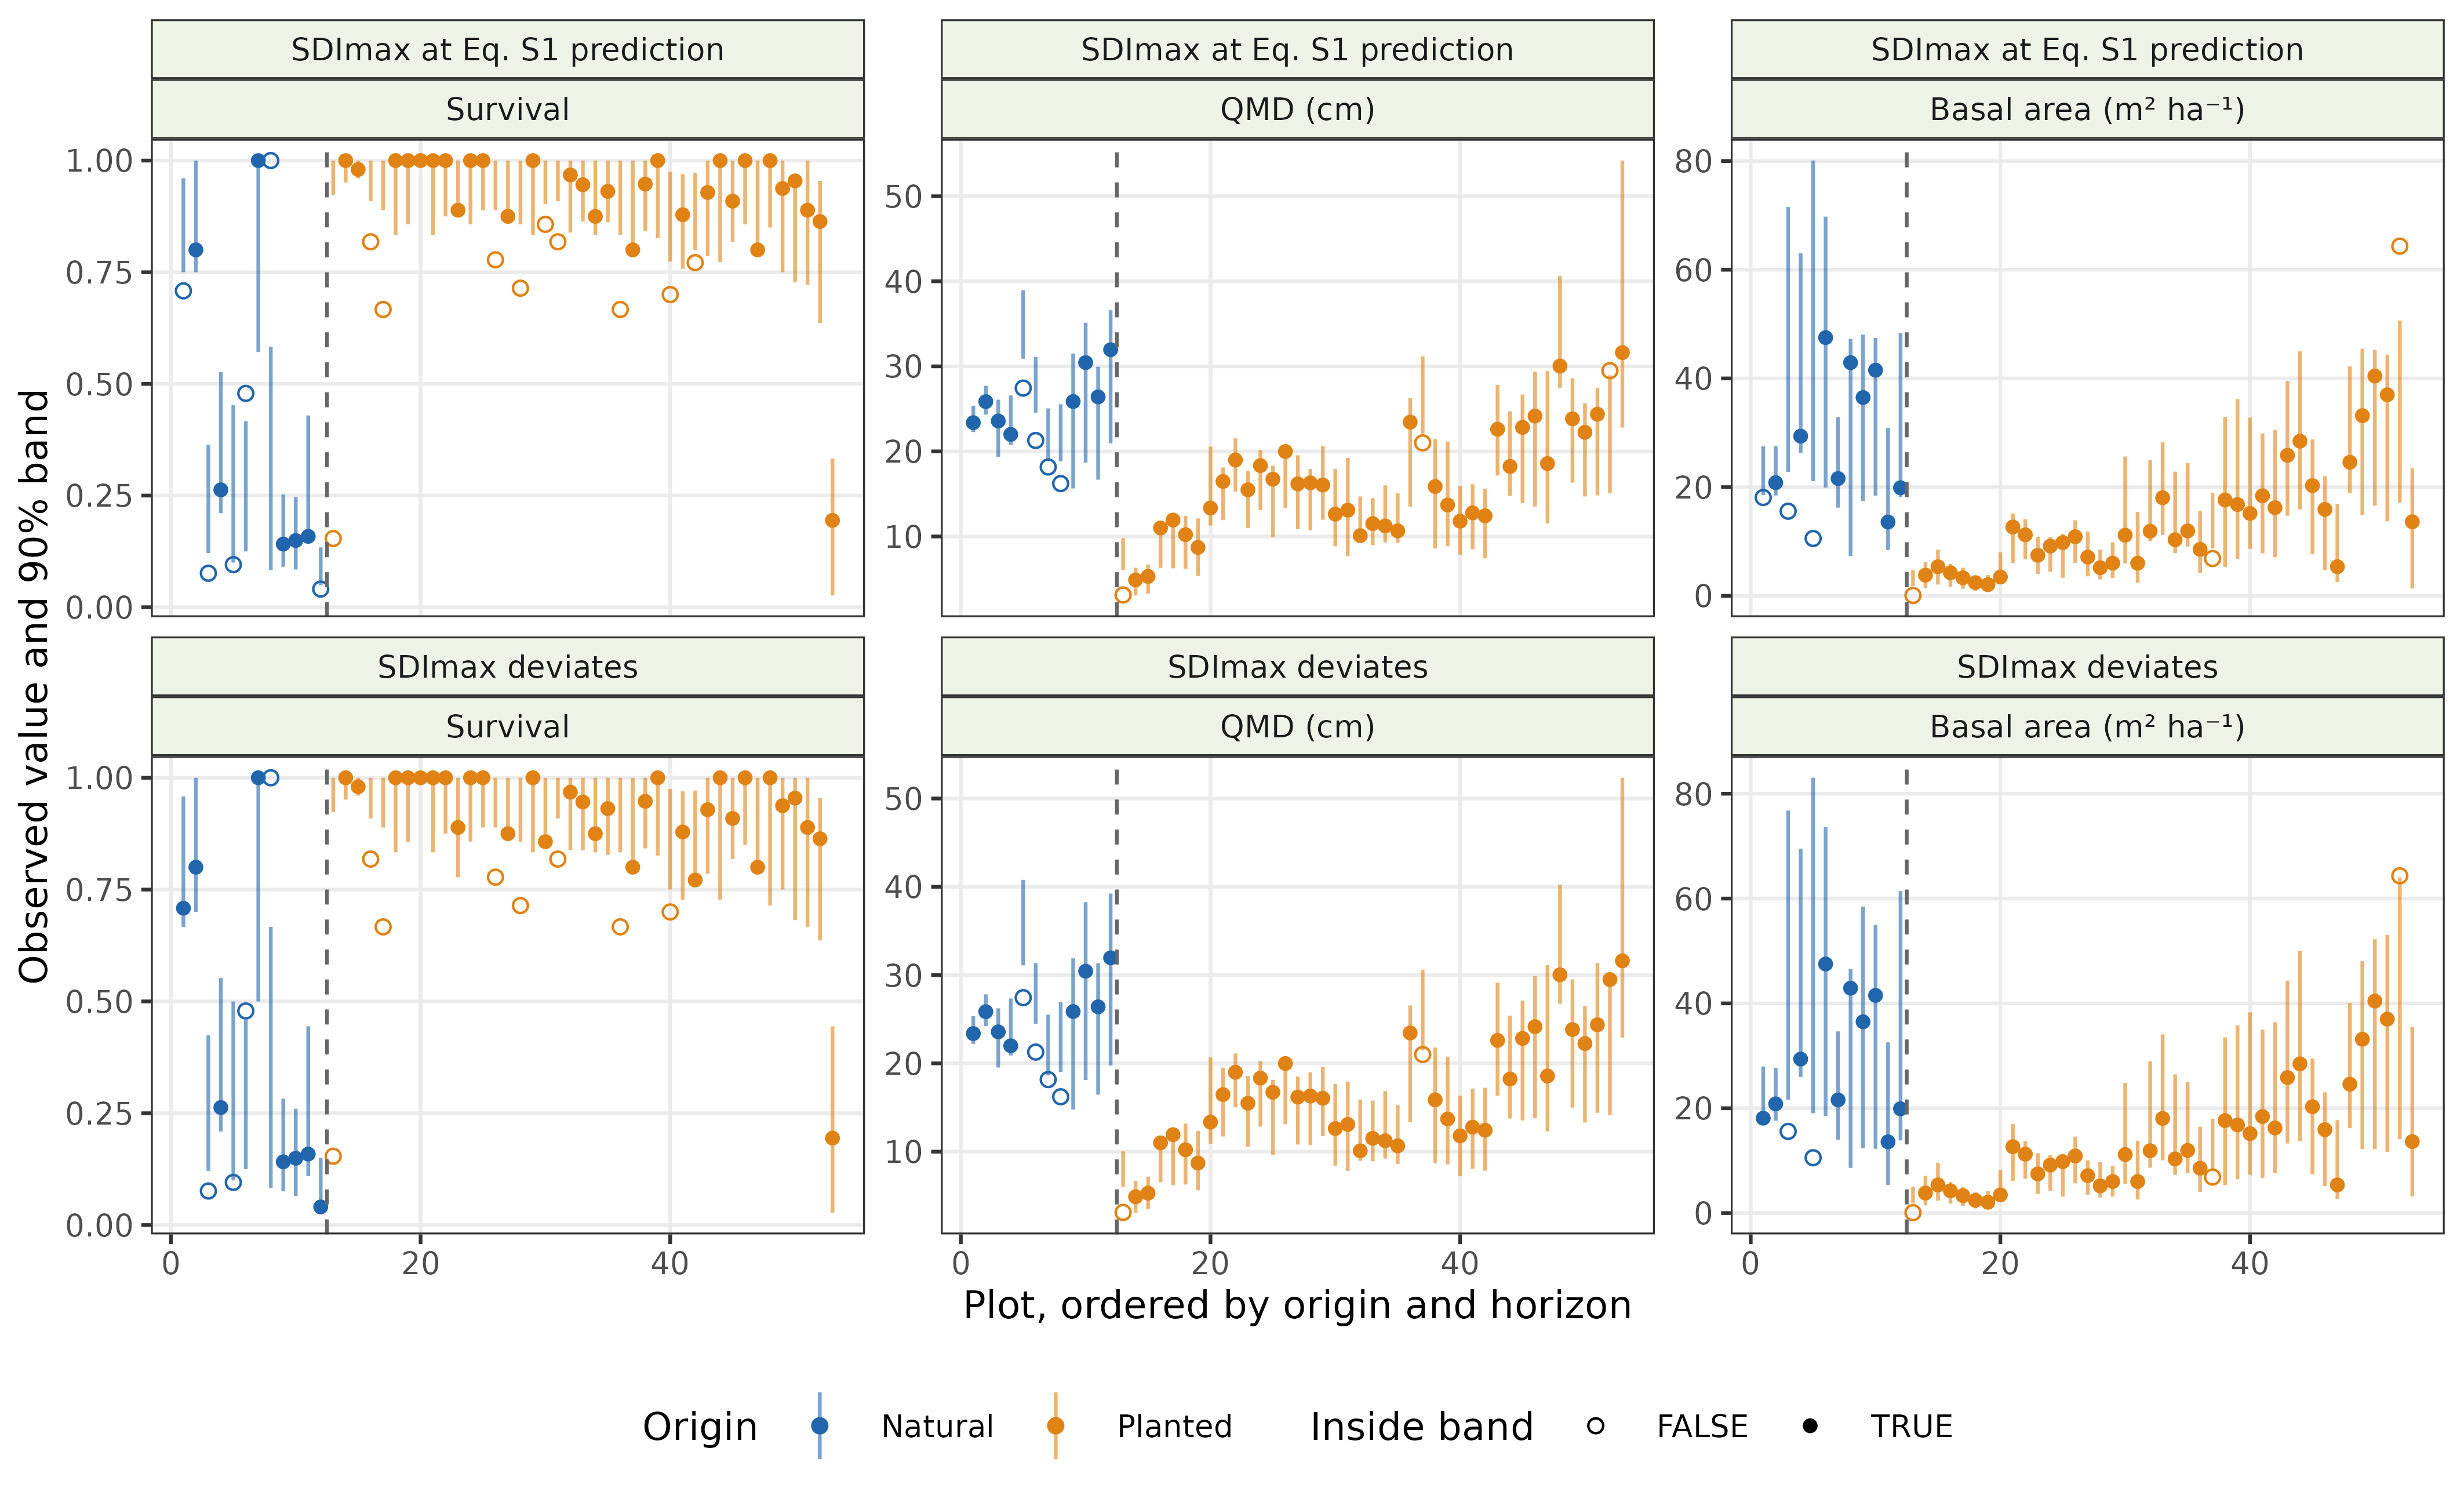 SDImax at Eq. S1 prediction
SDImax at Eq. S1 prediction
SDImax at Eq. S1 prediction
Survival
QMD (cm)
Basal area (m² ha⁻¹)
1.00
0.75
0.50
0.25
0.00
50
40
30
20
10
80
60
40
20
0
SDImax deviates
SDImax deviates
SDImax deviates
Survival
QMD (cm)
Basal area (m² ha⁻¹)
1.00
0.75
0.50
0.25
0.00
50
40
30
20
10
80
60
40
20
0
0 20 40
0 20 40
0 20 40
Observed value and 90% band
Plot, ordered by origin and horizon
Origin Natural Planted Inside band FALSE TRUE